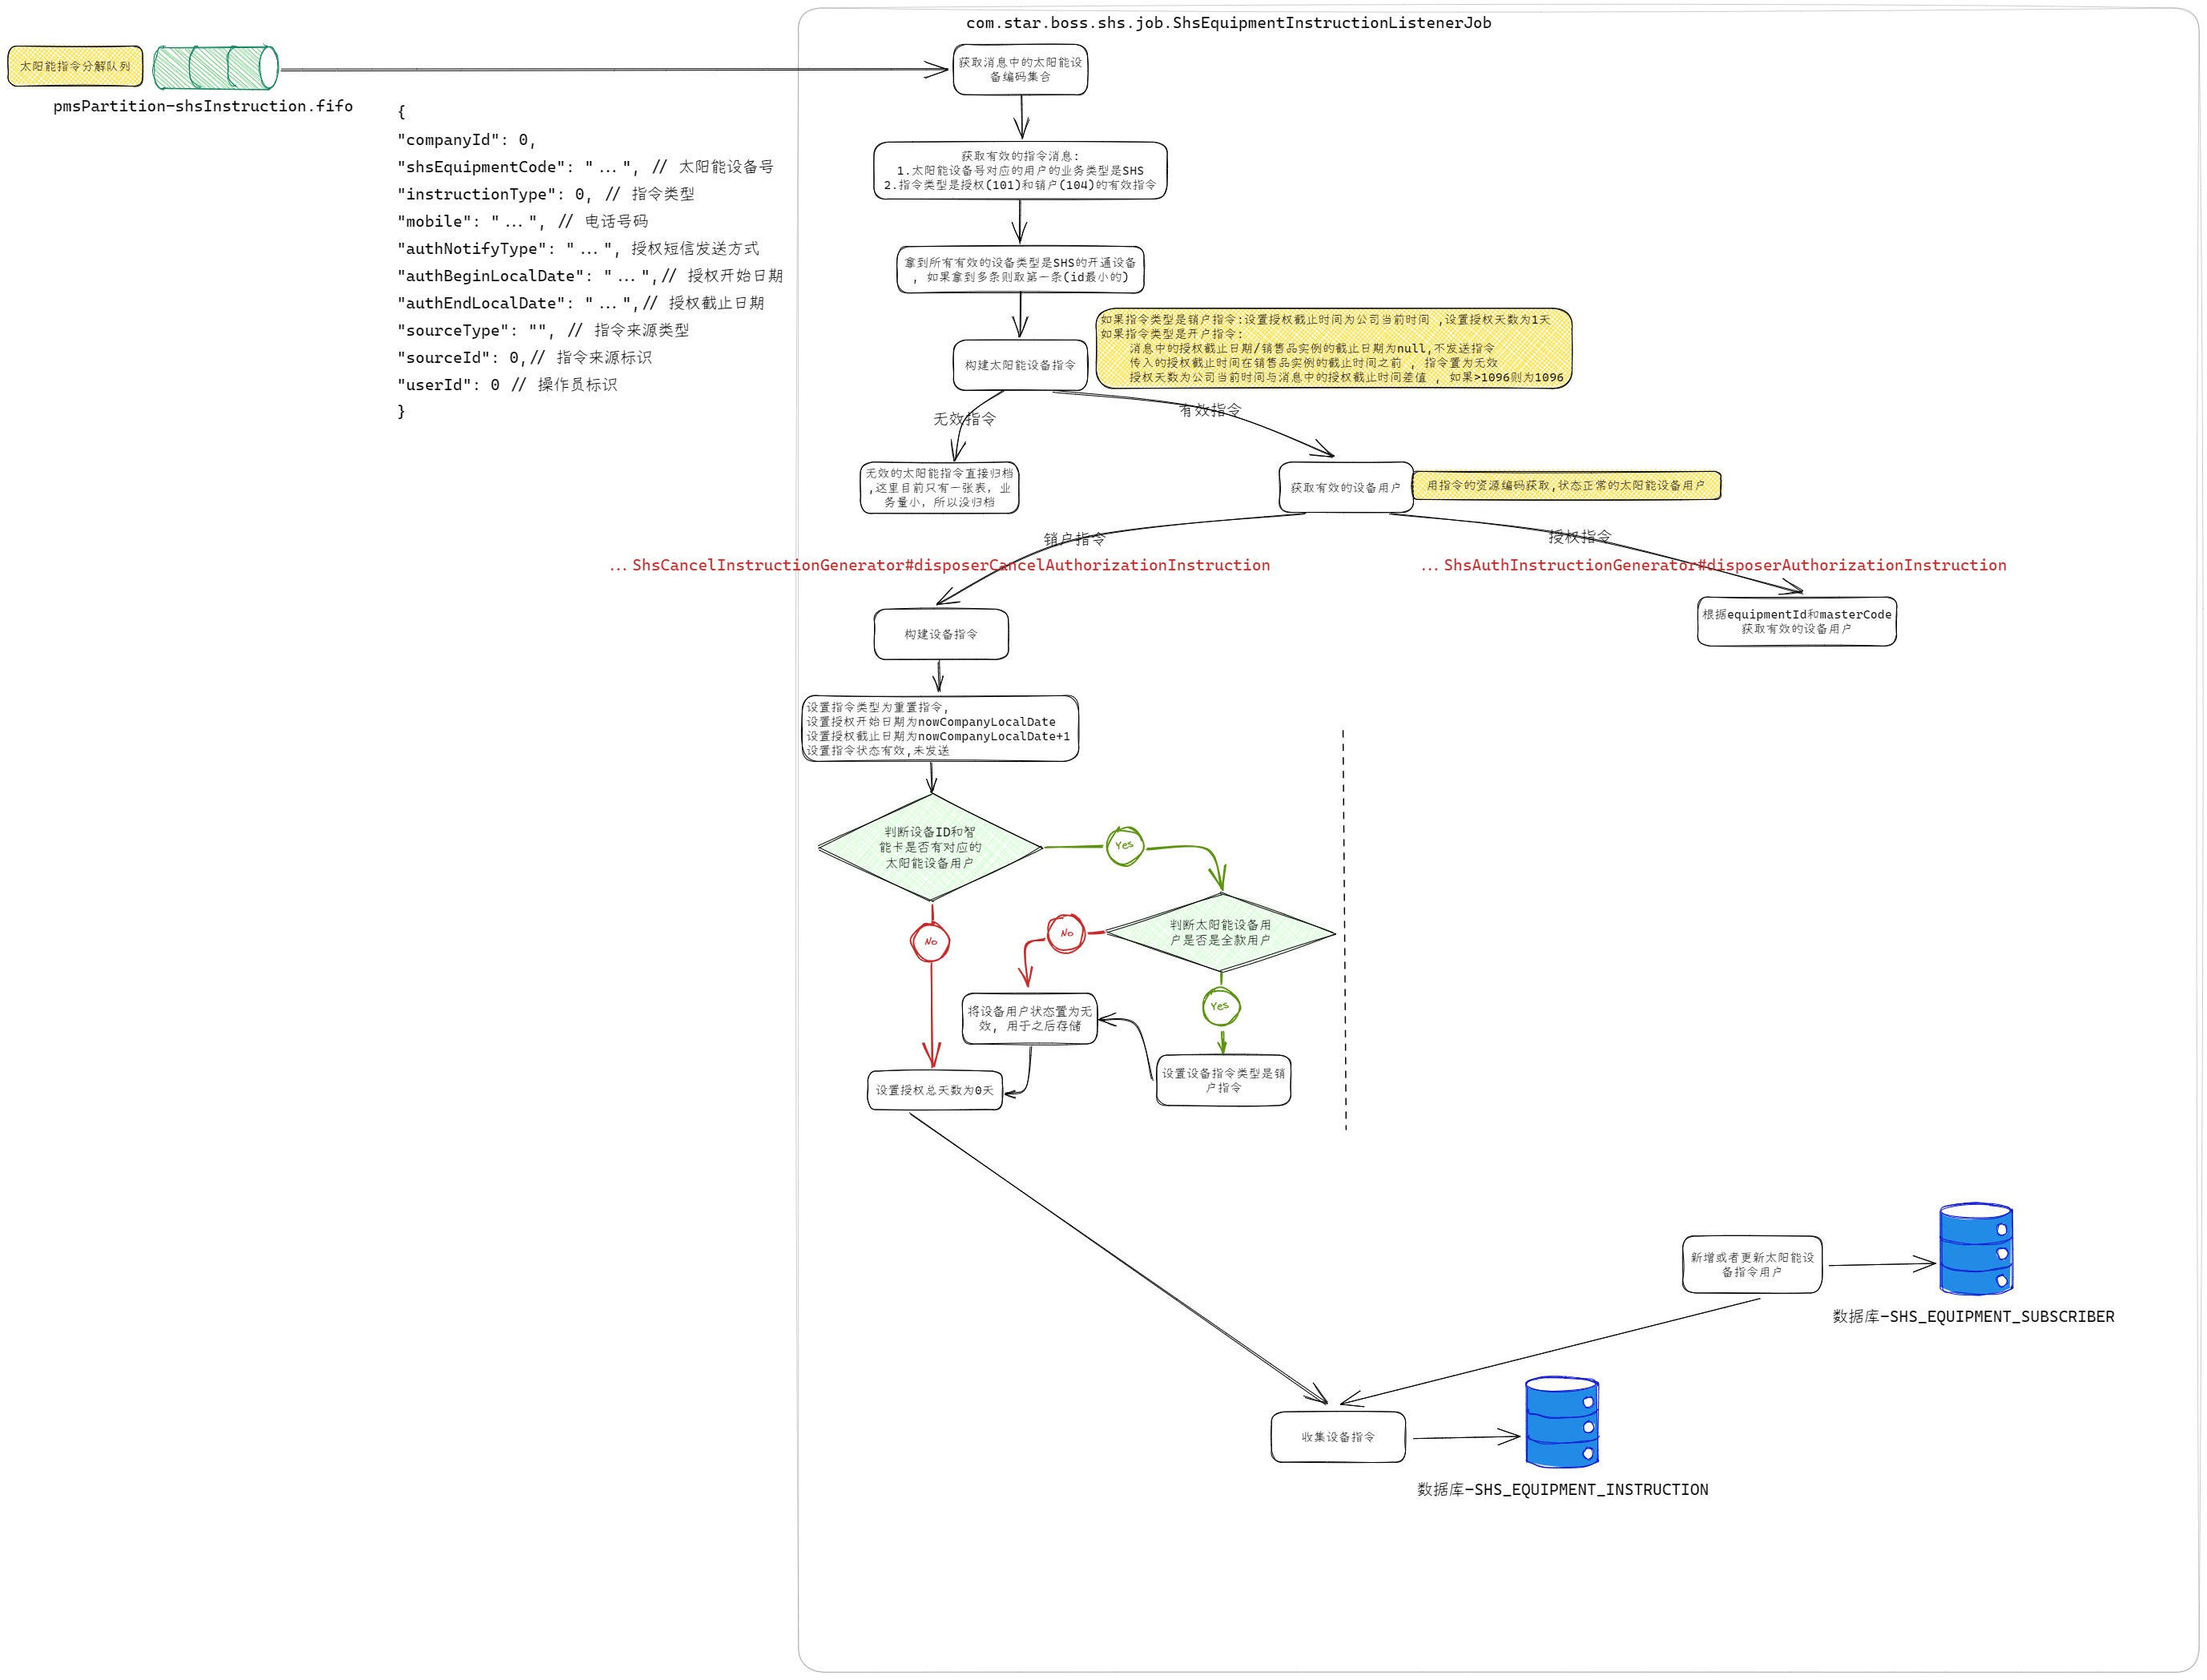 com.star.boss.shs.job.ShsEquipmentInstructionListenerJob
太阳能指令分解队列
pmsPartition-shsInstruction.fifo
{
"companyId": 0,
"shsEquipmentCode": "...", // 太阳能设备号
"instructionType": 0, // 指令类型
"mobile": "...", // 电话号码
"authNotifyType": "...", 授权短信发送方式
"authBeginLocalDate": "...",// 授权开始日期
"authEndLocalDate": "...",// 授权截止日期
"sourceType": "", // 指令来源类型
"sourceId": 0,// 指令来源标识
"userId": 0 // 操作员标识
}
获取消息中的太阳能设
备编码集合
获取有效的指令消息:
1.太阳能设备号对应的用户的业务类型是SHS
2.指令类型是授权(101)和销户(104)的有效指令
拿到所有有效的设备类型是SHS的开通设备
, 如果拿到多条则取第一条(id最小的)
构建太阳能设备指令
如果指令类型是销户指令:设置授权截止时间为公司当前时间 ,设置授权天数为1天
如果指令类型是开户指令:
消息中的授权截止日期/销售品实例的截止日期为null,不发送指令
传入的授权截止时间在销售品实例的截止时间之前 , 指令置为无效
授权天数为公司当前时间与消息中的授权截止时间差值 , 如果>1096则为1096
无效指令
有效指令
无效的太阳能指令直接归档
,这里目前只有一张表，业
务量小，所以没归档
获取有效的设备用户
用指令的资源编码获取,状态正常的太阳能设备用户
销户指令
授权指令
...ShsCancelInstructionGenerator#disposerCancelAuthorizationInstruction
...ShsAuthInstructionGenerator#disposerAuthorizationInstruction
构建设备指令
根据equipmentId和masterCode
获取有效的设备用户
设置指令类型为重置指令,
设置授权开始日期为nowCompanyLocalDate
设置授权截止日期为nowCompanyLocalDate+1
设置指令状态有效,未发送
判断设备ID和智
能卡是否有对应的
太阳能设备用户
Yes
No
判断太阳能设备用
户是否是全款用户
No
Yes
将设备用户状态置为无
效, 用于之后存储
设置设备指令类型是销
户指令
设置授权总天数为0天
新增或者更新太阳能设
备指令用户
数据库-SHS_EQUIPMENT_SUBSCRIBER
收集设备指令
数据库-SHS_EQUIPMENT_INSTRUCTION